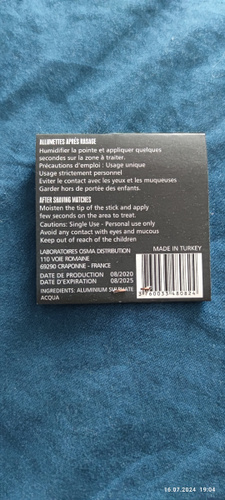 ALLUMETTES APRÈS RASAGE
Humidifier la pointe et appliquer quelques
secondes sur la zone à traiter.
Précautions d'emploi : Usage unique
Usage strictement personnel
Eviter le contact avec les yeux et les muqueuses
Garder hors de portée des enfants.
AFTER SHAVING MATCHES
Moisten the tip of the stick and apply
few seconds on the area to treat.
Cautions: Single Use - Personal use only
Avoid any contact with eyes and mucous
Keep out of reach of the children
LABORATOIRES OSMA DISTRIBUTION
110 VOIE ROMAINE
69290 CRAPONNE - FRANCE
MADE IN TURKEY
DATE DE PRODUCTION 08/2020
DATE D'EXPIRATION 08/2025
INGREDIENTS: ALUMINIUM SULFATE
ACQUA
3 760033 480824
16.07.2024 19:04